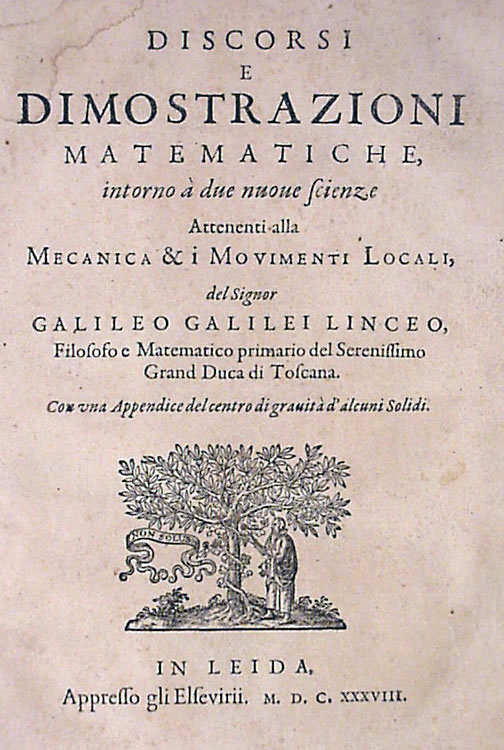 DISCORSI
E
DIMOSTRAZIONI
MATEMATICHE,
intorno à due nuoue ſcienze
Attenenti alla
MECANICA & i MOVIMENTI LOCALI,
del Signor
GALILEO GALILEI LINCEO,
Filoſofo e Matematico primario del Sereniſſimo
Grand Duca di Toſcana.
Con vna Appendice del centro di grauità d'alcuni Solidi.
NON SOLUS
IN LEIDA,
Appreſſo gli Elſevirii. M. D. C. XXXVIII.